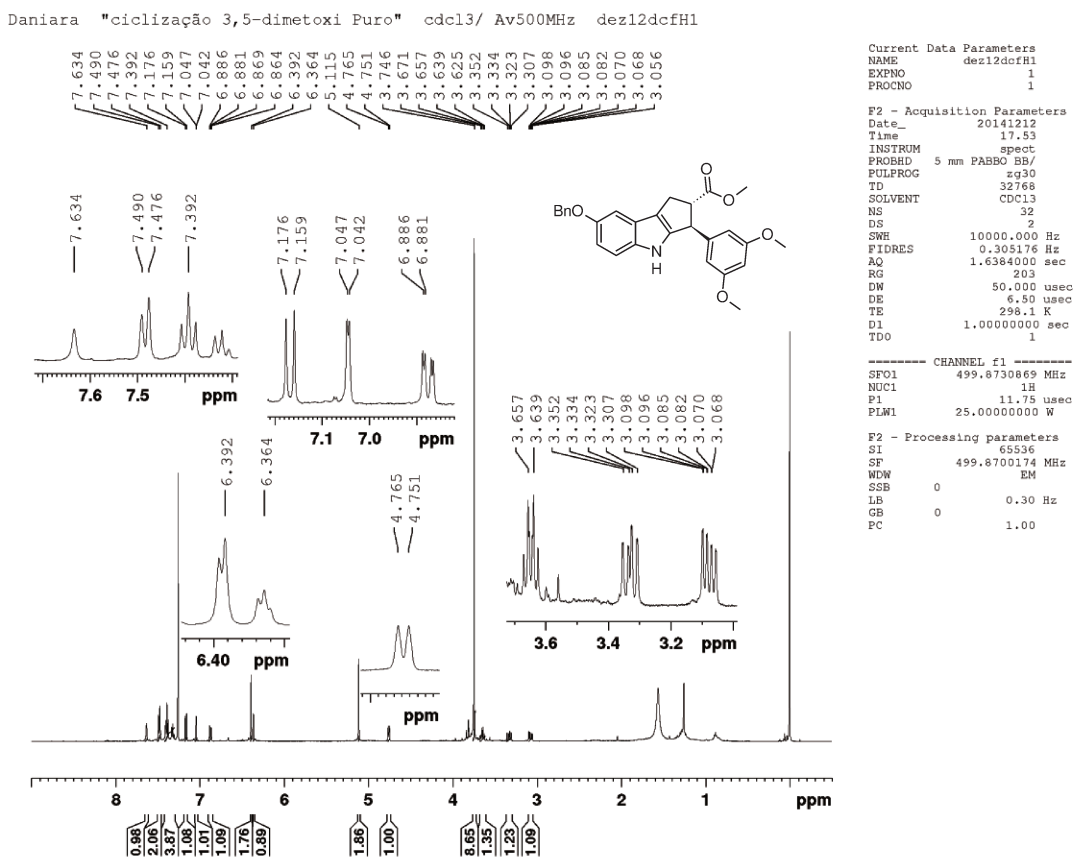 Daniara "ciclização 3,5-dimetoxi Puro" cdcl3/ Av500MHz dez12dcfH1
7.634
7.490
7.476
7.392
7.176
7.159
7.047
7.042
6.886
6.881
6.869
6.864
6.392
6.364
5.115
4.765
4.751
3.746
3.671
3.657
3.639
3.625
3.352
3.334
3.323
3.307
3.098
3.096
3.085
3.082
3.070
3.068
3.056
7.634
7.490
7.476
7.392
7.6 7.5 ppm
7.176
7.159
7.047
7.042
6.886
6.881
7.1 7.0 ppm
O
O
BnO
N
H
O
O
6.392
6.364
6.40 ppm
4.765
4.751
ppm
3.657
3.639
3.352
3.334
3.323
3.307
3.098
3.096
3.085
3.082
3.070
3.068
3.6 3.4 3.2 ppm
8 7 6 5 4 3 2 1 ppm
0.98
2.06
3.87
1.08
1.01
1.09
1.76
0.89
1.86
1.00
8.65
1.35
1.23
1.09
Current Data Parameters
NAME dez12dcfH1
EXPNO 1
PROCNO 1
F2 - Acquisition Parameters
Date_ 20141212
Time 17.53
INSTRUM spect
PROBHD 5 mm PABBO BB/
PULPROG zg30
TD 32768
SOLVENT CDCl3
NS 32
DS 2
SWH 10000.000 Hz
FIDRES 0.305176 Hz
AQ 1.6384000 sec
RG 203
DW 50.000 usec
DE 6.50 usec
TE 298.1 K
D1 1.00000000 sec
TD0 1
======== CHANNEL f1 ========
SFO1 499.8730869 MHz
NUC1 1H
P1 11.75 usec
PLW1 25.00000000 W
F2 - Processing parameters
SI 65536
SF 499.8700174 MHz
WDW EM
SSB 0
LB 0.30 Hz
GB 0
PC 1.00